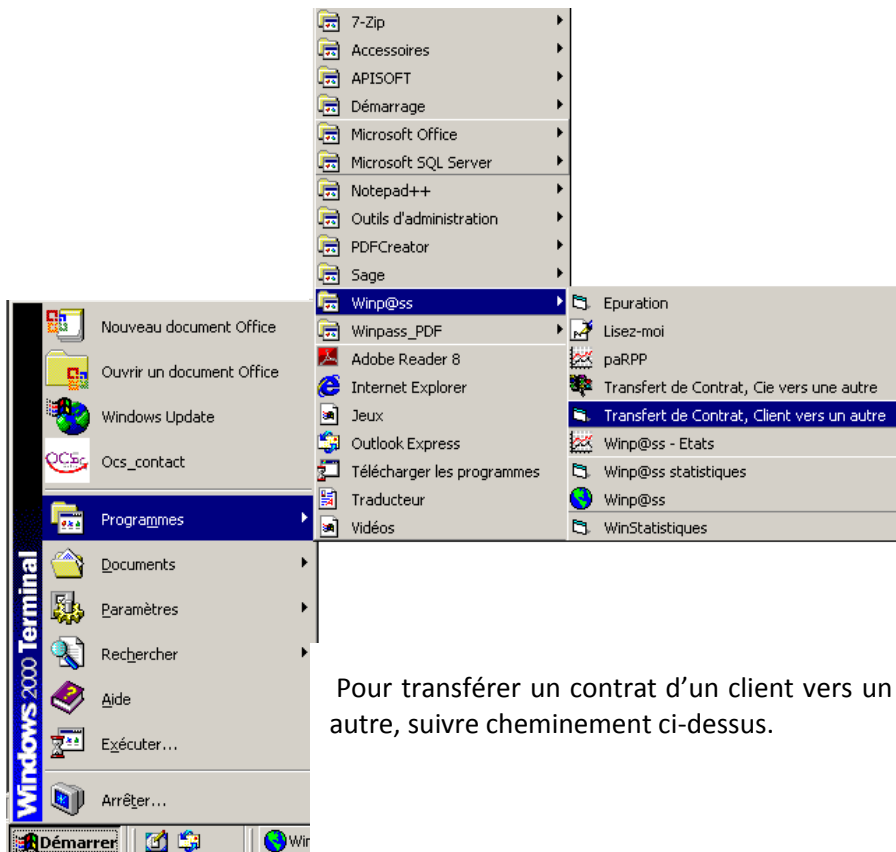 7-Zip
Accessoires
APISOFT
Démarrage
Microsoft Office
Microsoft SQL Server
Notepad++
Outils d'administration
PDFCreator
Sage
Winp@ss
Winpass_PDF
Adobe Reader 8
Internet Explorer
Jeux
Outlook Express
Télécharger les programmes
Traducteur
Vidéos
Epuration
Lisez-moi
paRPP
Transfert de Contrat, Cie vers une autre
Transfert de Contrat, Client vers un autre
Winp@ss - Etats
Winp@ss statistiques
Winp@ss
WinStatistiques
Nouveau document Office
Ouvrir un document Office
Windows Update
Ocs_contact
Programmes
Documents
Paramètres
Rechercher
Aide
Exécuter...
Arrêter...
Windows 2000 Terminal
Démarrer
Win
Pour transférer un contrat d’un client vers un
autre, suivre cheminement ci-dessus.